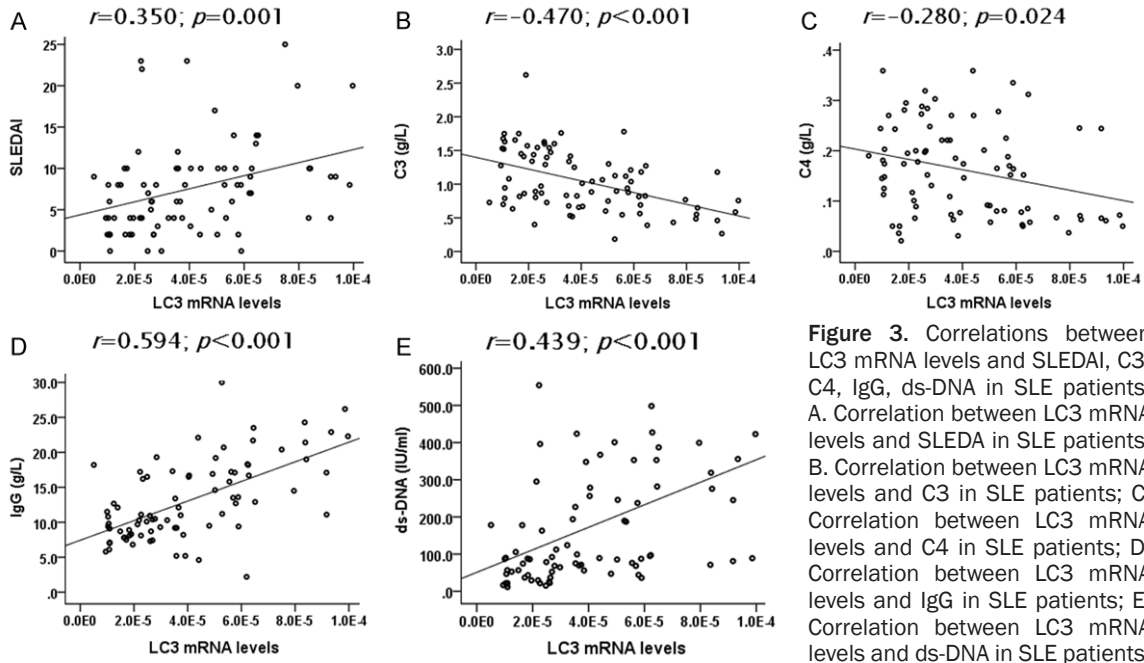 A
r=0.350; p=0.001
SLEDAI
25
20
15
10
5
0
0.0E0 2.0E-5 4.0E-5 6.0E-5 8.0E-5 1.0E-4
LC3 mRNA levels
B
r=-0.470; p<0.001
C3 (g/L)
3.0
2.0
1.5
1.0
.5
.0
0.0E0 2.0E-5 4.0E-5 6.0E-5 8.0E-5 1.0E-4
LC3 mRNA levels
C
r=-0.280; p=0.024
C4 (g/L)
.4
.3
.2
.1
.0
0.0E0 2.0E-5 4.0E-5 6.0E-5 8.0E-5 1.0E-4
LC3 mRNA levels
D
r=0.594; p<0.001
IgG (g/L)
30.0
25.0
20.0
15.0
10.0
5.0
.0
0.0E0 2.0E-5 4.0E-5 6.0E-5 8.0E-5 1.0E-4
LC3 mRNA levels
E
r=0.439; p<0.001
ds-DNA (IU/ml)
600.0
500.0
400.0
300.0
200.0
100.0
.0
0.0E0 2.0E-5 4.0E-5 6.0E-5 8.0E-5 1.0E-4
LC3 mRNA levels
Figure 3. Correlations between
LC3 mRNA levels and SLEDAI, C3,
C4, IgG, ds-DNA in SLE patients.
A. Correlation between LC3 mRNA
levels and SLEDA in SLE patients;
B. Correlation between LC3 mRNA
levels and C3 in SLE patients; C.
Correlation between LC3 mRNA
levels and C4 in SLE patients; D.
Correlation between LC3 mRNA
levels and IgG in SLE patients; E.
Correlation between LC3 mRNA
levels and ds-DNA in SLE patients.